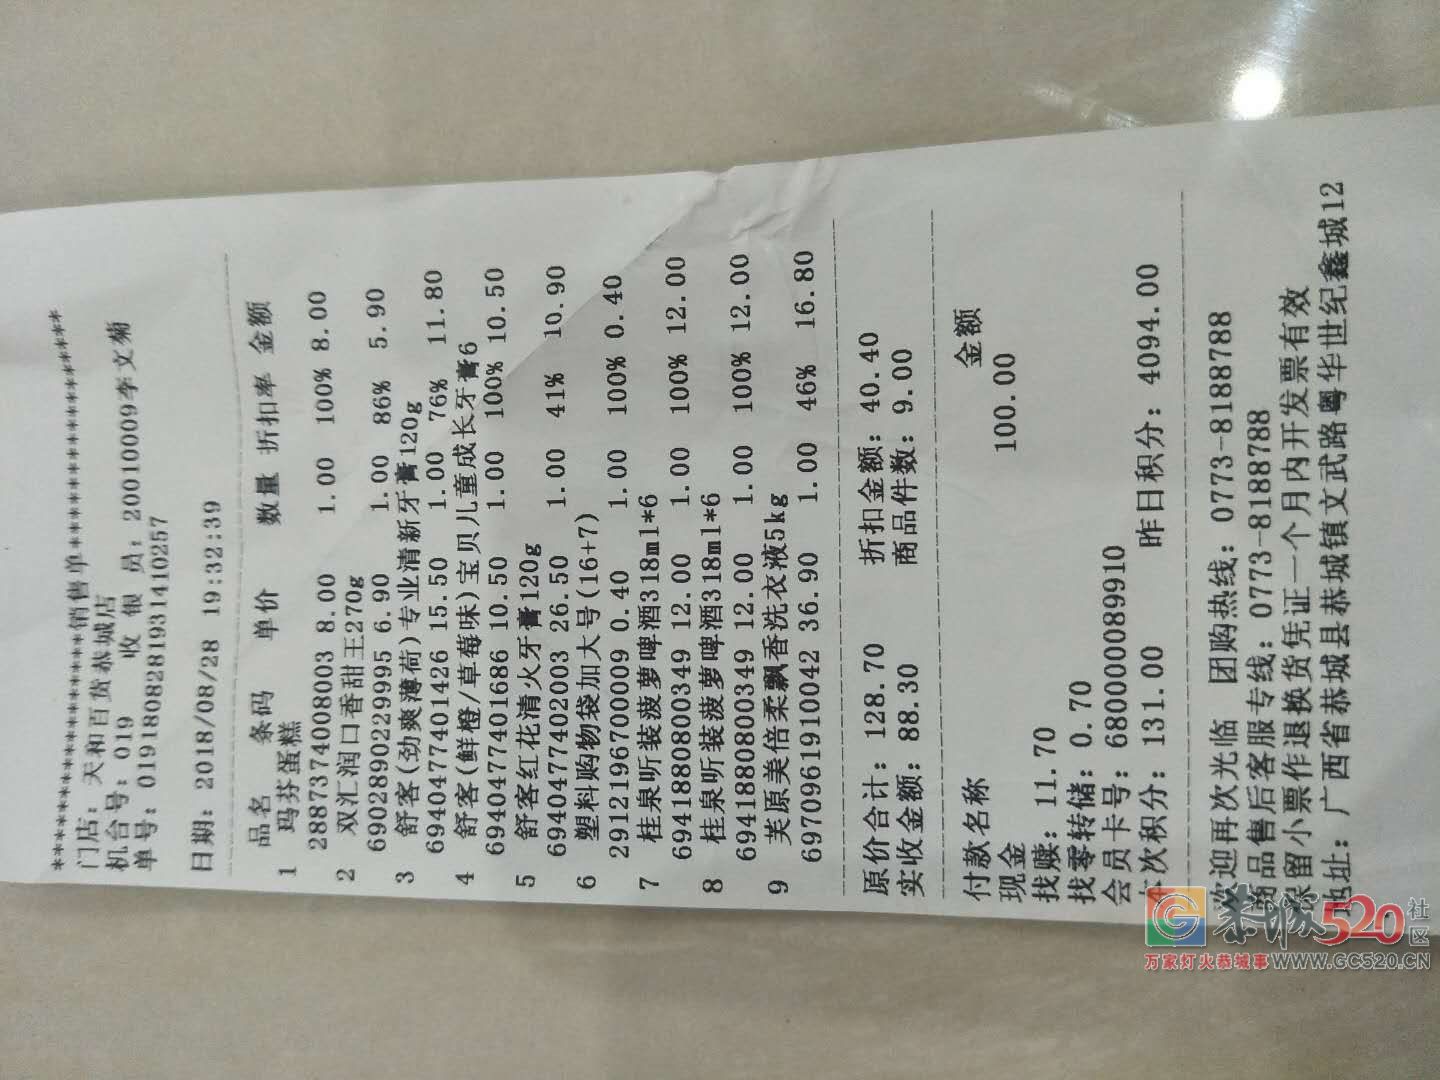 *******************销售单*******************
门店：天和百货恭城店
机台号：019 收 银 员：20010009李文菊
单号：01918082819314102​57
日期：2018/08/28 19:32:39
品名 条码 单价 数量 折扣率 金额
1 玛芬蛋糕
2887374008003 8.00 1.00 100% 8.00
2 双汇润口香甜王270g
6902890229995 6.90 1.00 86% 5.90
3 舒客(劲爽薄荷)专业清新牙膏120g
6940477401426 15.50 1.00 76% 11.80
4 舒客(鲜橙/草莓味)宝贝儿童成长牙膏6
6940477401686 10.50 1.00 100% 10.50
5 舒客红花清火牙膏120g
6940477402003 26.50 1.00 41% 10.90
6 塑料购物袋加大号(16+7)
2912196700009 0.40 1.00 100% 0.40
7 桂泉听装菠萝啤酒318ml*6
6941880800349 12.00 1.00 100% 12.00
8 桂泉听装菠萝啤酒318ml*6
6941880800349 12.00 1.00 100% 12.00
9 芙原美倍柔飘香洗衣液5kg
6970961910042 36.90 1.00 46% 16.80
原价合计：128.70 折扣金额：40.40
实收金额：88.30 商品件数：9.00
付款名称 金额
现金 100.00
找赎：11.70
找零转储：0.70
会员卡号：6800000089910
本次积分：131.00 昨日积分：4094.00
欢迎再次光临 团购热线：0773-8188788
商品售后客服专线：0773-8188788
保留小票作退换货凭证一个月内开发票有效
地址：广西省恭城县恭城镇文武路粤华世纪鑫城12
恭城520社区
万家灯火恭城事 WWW.GC520.CN